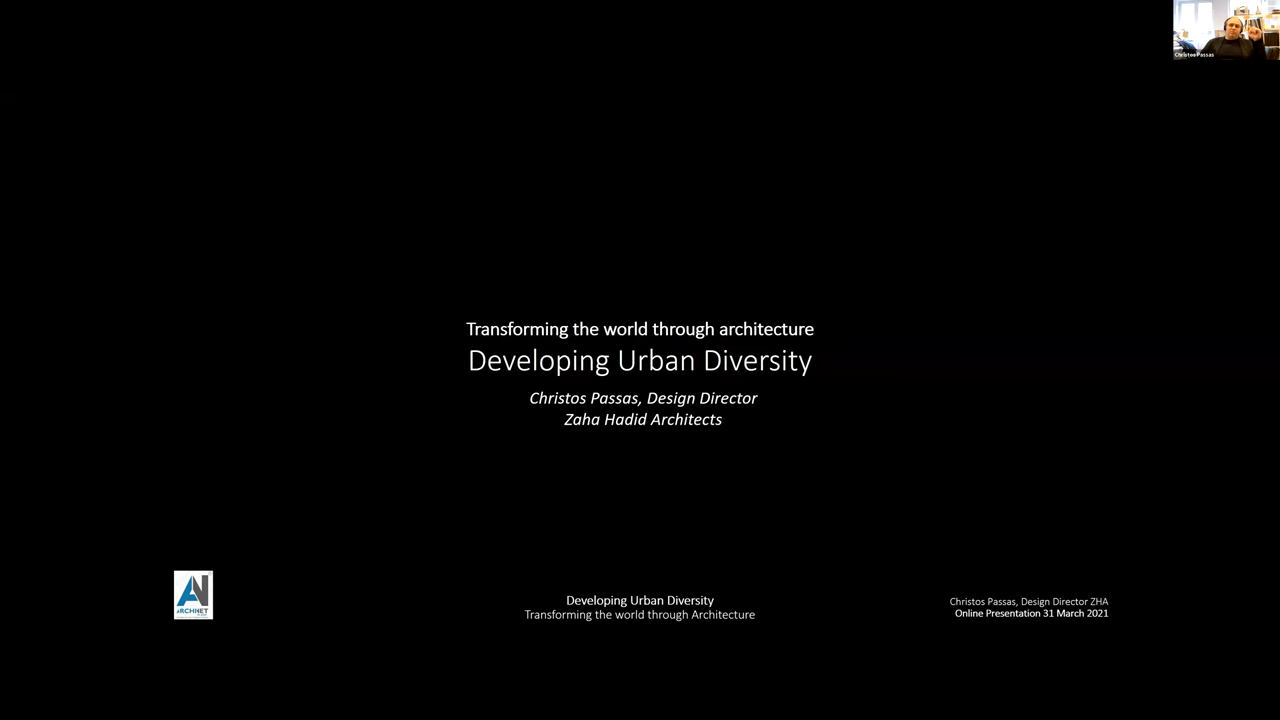 Christos Passas
Transforming the world through architecture
Developing Urban Diversity
Christos Passas, Design Director
Zaha Hadid Architects
AN
ARCHNET
Developing Urban Diversity
Transforming the world through Architecture
Christos Passas, Design Director ZHA
Online Presentation 31 March 2021